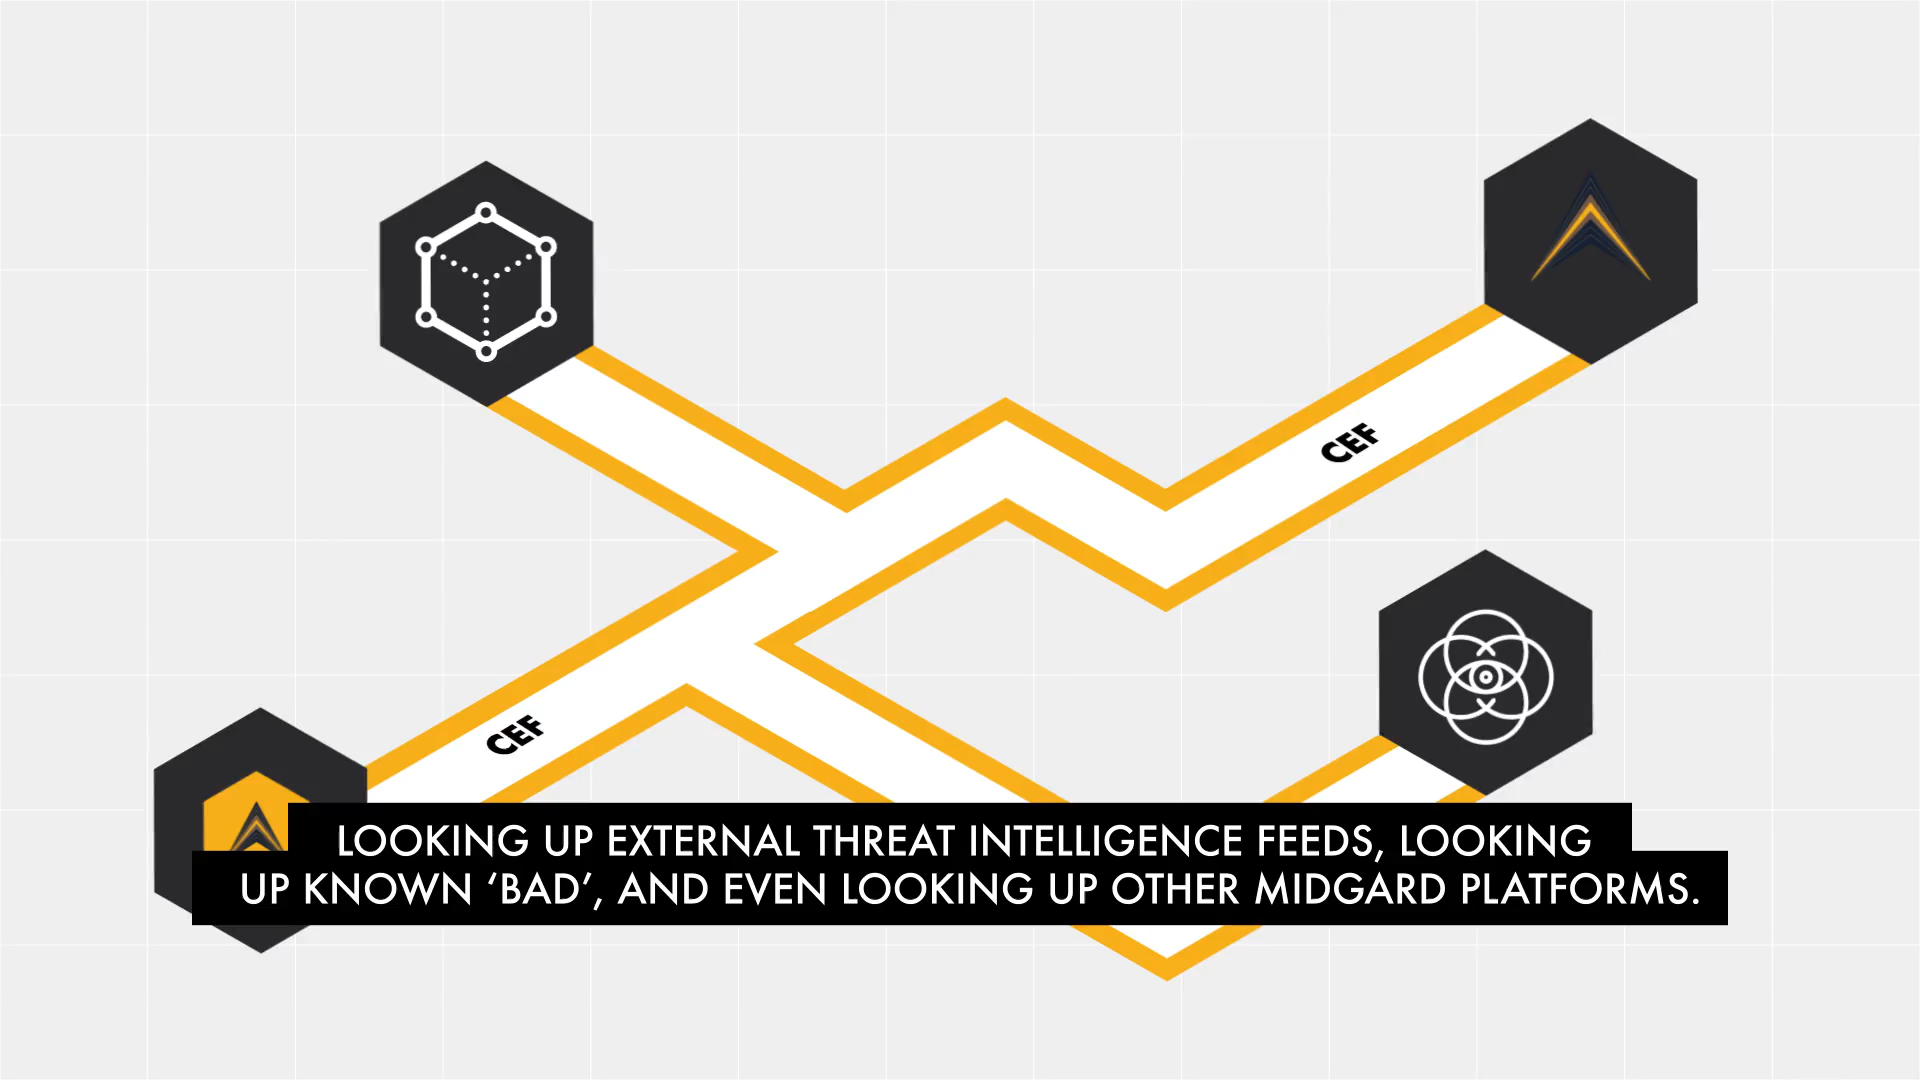 CEF
CEF
LOOKING UP EXTERNAL THREAT INTELLIGENCE FEEDS, LOOKING
UP KNOWN ‘BAD’, AND EVEN LOOKING UP OTHER MIDGARD PLATFORMS.